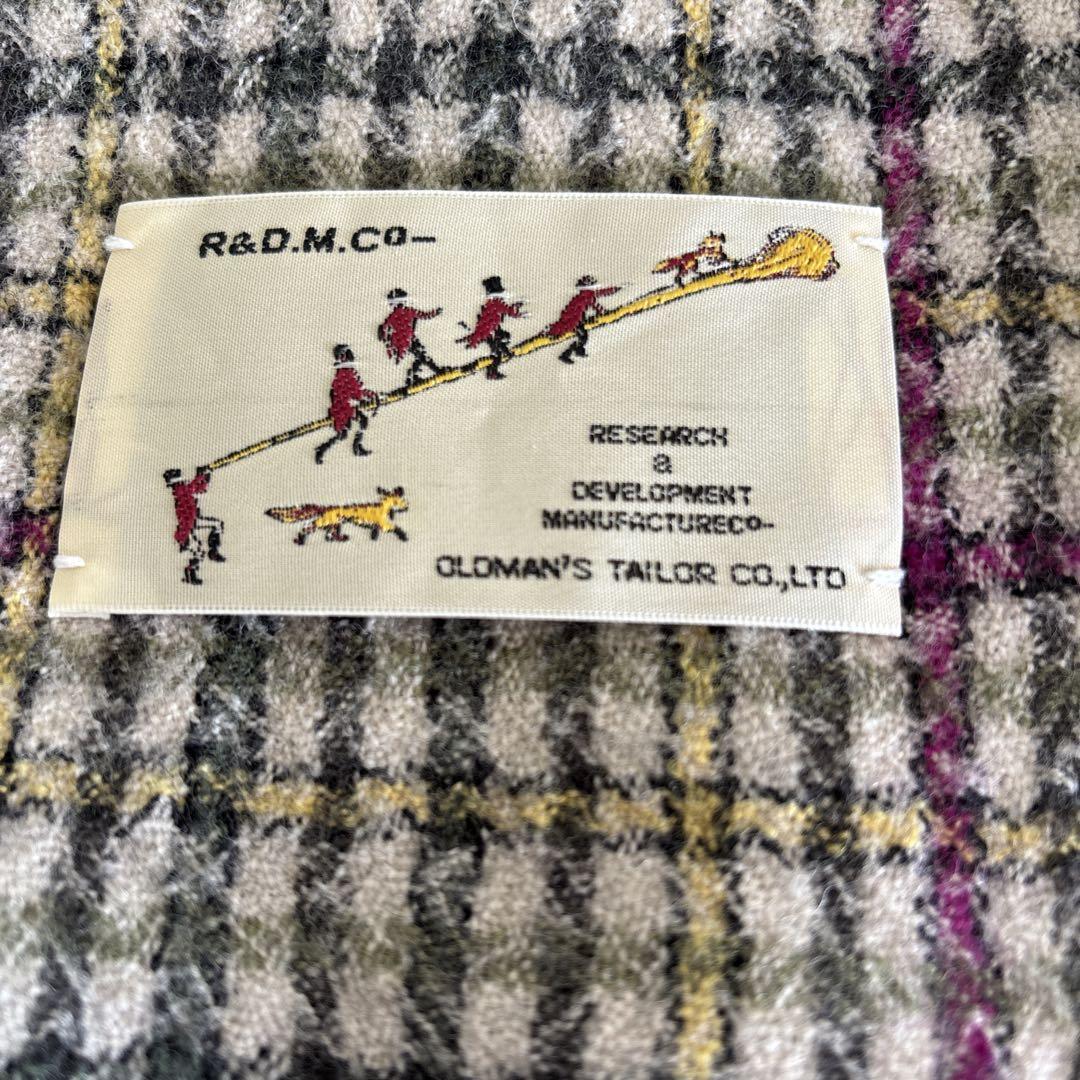 R&D.M.Co-
RESEARCH
&
DEVELOPMENT
MANUFACTURECo-
OLDMAN'S TAILOR CO.,LTD